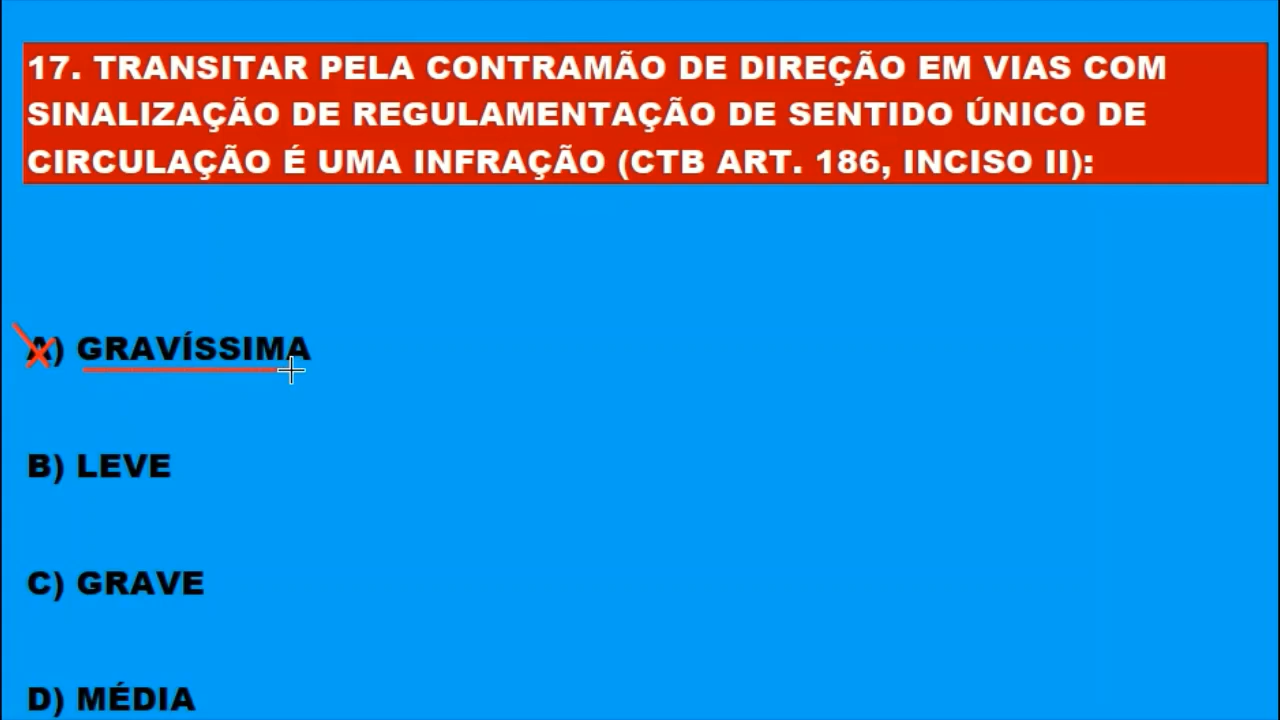 17. TRANSITAR PELA CONTRAMÃO DE DIREÇÃO EM VIAS COM
SINALIZAÇÃO DE REGULAMENTAÇÃO DE SENTIDO ÚNICO DE
CIRCULAÇÃO É UMA INFRAÇÃO (CTB ART. 186, INCISO II):
A) GRAVÍSSIMA
B) LEVE
C) GRAVE
D) MÉDIA